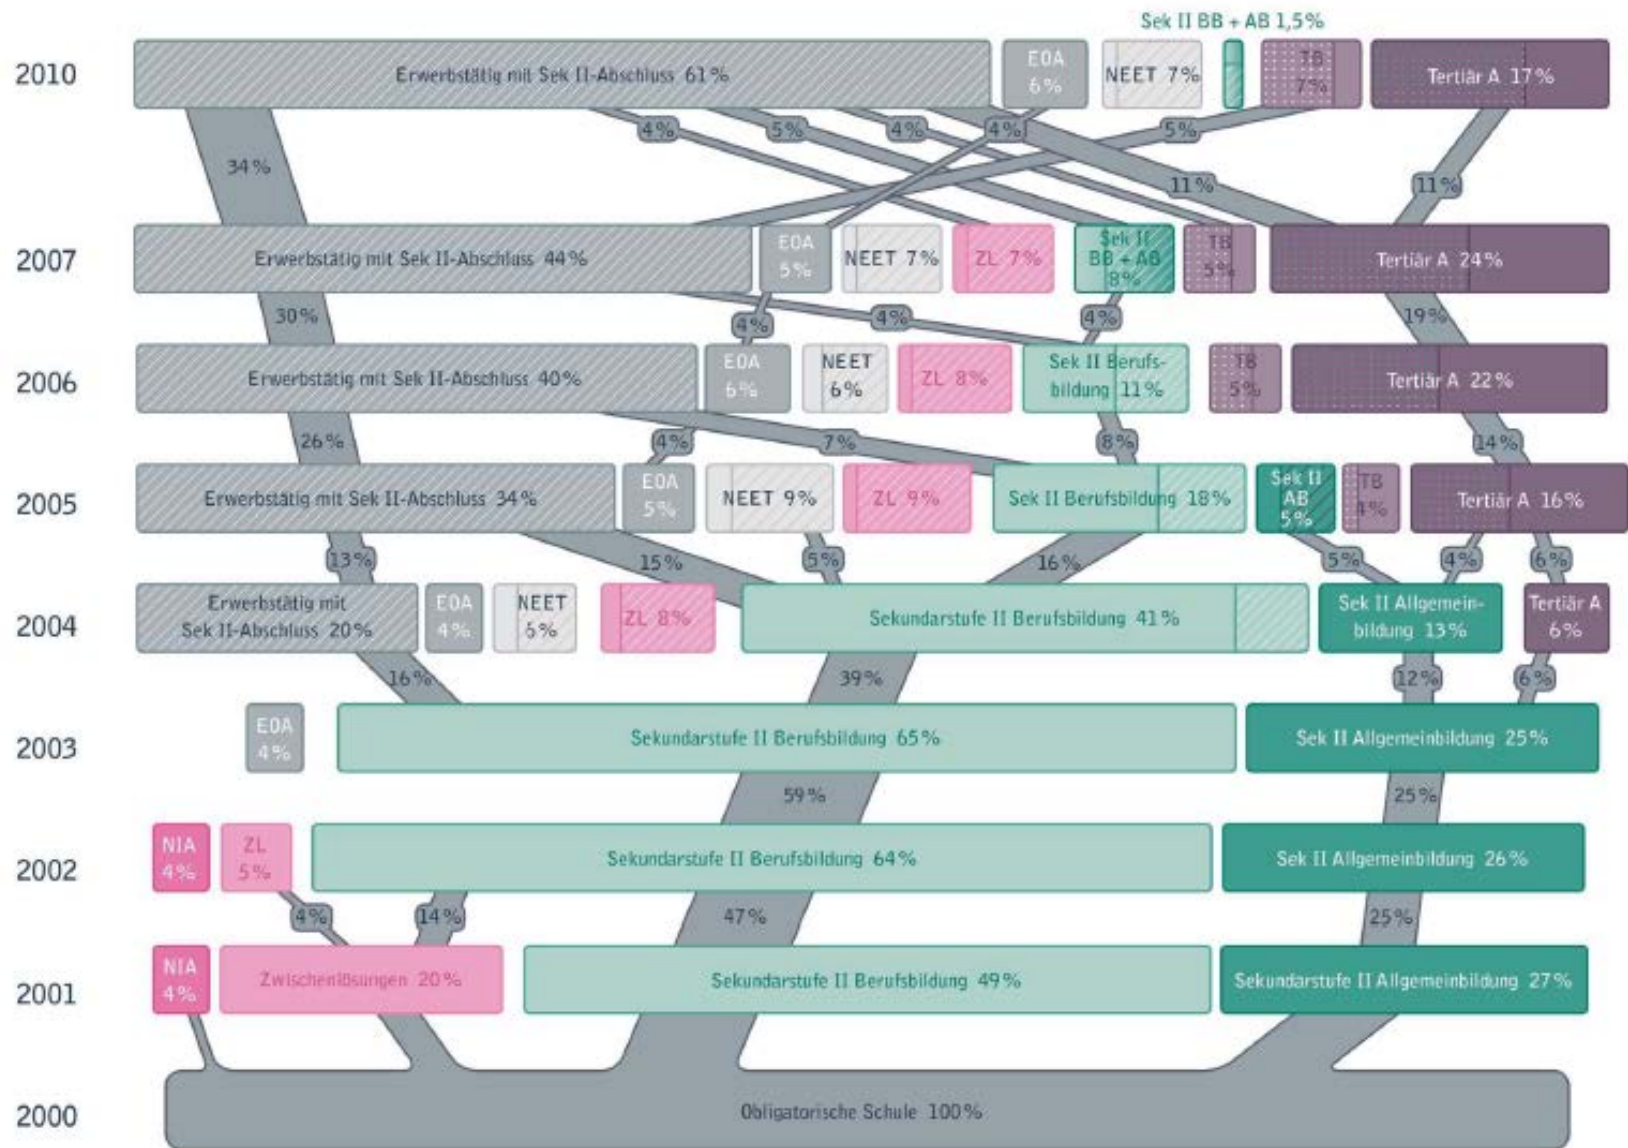 Sek II BB + AB 1,5%
2010
Erwerbstätig mit Sek II-Abschluss 61%
EOA
6%
NEET 7%
TB
7%
Tertiär A 17%
4%
5%
4%
4%
5%
34%
11%
11%
2007
Erwerbstätig mit Sek II-Abschluss 44%
EOA
5%
NEET 7%
ZL 7%
Sek II
BB + AB
8%
TB
5%
Tertiär A 24%
30%
4%
4%
4%
19%
2006
Erwerbstätig mit Sek II-Abschluss 40%
EOA
6%
NEET
6%
ZL 8%
Sek II Berufs-
bildung 11%
TB
5%
Tertiär A 22%
26%
4%
7%
8%
14%
2005
Erwerbstätig mit Sek II-Abschluss 34%
EOA
5%
NEET 9%
ZL 9%
Sek II Berufsbildung 18%
Sek II
AB
5%
TB
4%
Tertiär A 16%
13%
15%
5%
16%
5%
4%
6%
2004
Erwerbstätig mit
Sek II-Abschluss 20%
EOA
4%
NEET
6%
ZL 8%
Sekundarstufe II Berufsbildung 41%
Sek II Allgemein-
bildung 13%
Tertiär A
6%
16%
39%
12%
6%
2003
EOA
4%
Sekundarstufe II Berufsbildung 65%
Sek II Allgemeinbildung 25%
59%
25%
2002
NIA
4%
ZL
5%
Sekundarstufe II Berufsbildung 64%
Sek II Allgemeinbildung 26%
4%
14%
47%
25%
2001
NIA
4%
Zwischenlösungen 20%
Sekundarstufe II Berufsbildung 49%
Sekundarstufe II Allgemeinbildung 27%
2000
Obligatorische Schule 100%